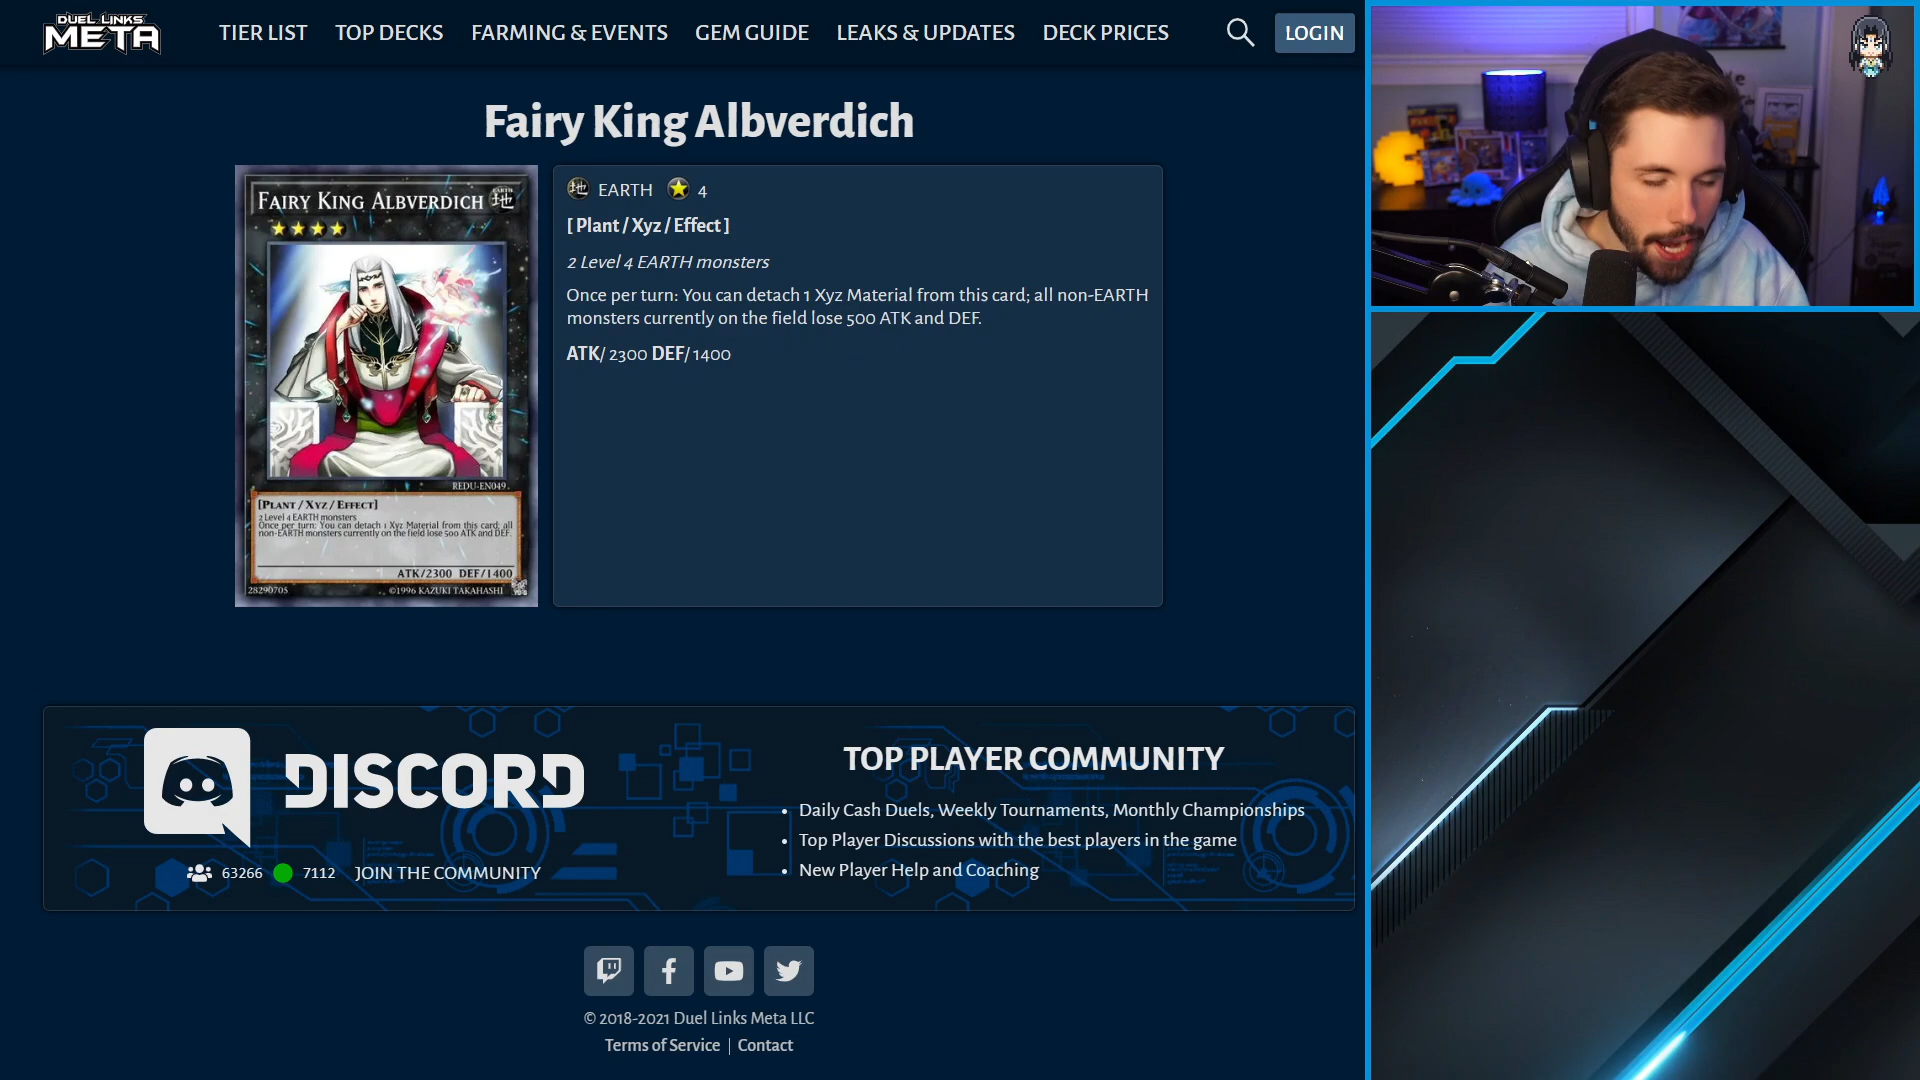 DUEL LINKS
META
TIER LIST
TOP DECKS
FARMING & EVENTS
GEM GUIDE
LEAKS & UPDATES
DECK PRICES
LOGIN
Fairy King Albverdich
FAIRY KING ALBVERDICH
EARTH
地
REDU-EN049
[PLANT / XYZ / EFFECT]
2 Level 4 EARTH monsters
Once per turn: You can detach 1 Xyz Material from this card; all
non-EARTH monsters currently on the field lose 500 ATK and DEF.
ATK/2300 DEF/1400
28290705
©1996 KAZUKI TAKAHASHI
地 EARTH 4
[ Plant / Xyz / Effect ]
2 Level 4 EARTH monsters
Once per turn: You can detach 1 Xyz Material from this card; all non-EARTH
monsters currently on the field lose 500 ATK and DEF.
ATK/ 2300 DEF/ 1400
DISCORD
63266 7112 JOIN THE COMMUNITY
TOP PLAYER COMMUNITY
• Daily Cash Duels, Weekly Tournaments, Monthly Championships
• Top Player Discussions with the best players in the game
• New Player Help and Coaching
© 2018-2021 Duel Links Meta LLC
Terms of Service | Contact